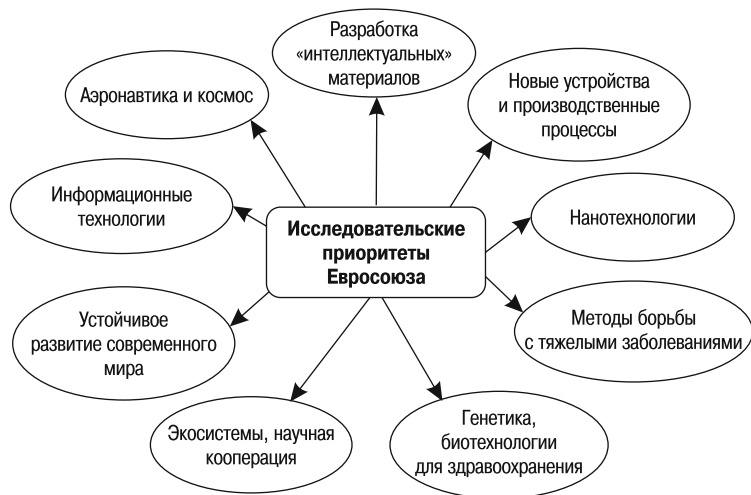 Разработка
«интеллектуальных»
материалов
Новые устройства
и производственные
процессы
Нанотехнологии
Методы борьбы
с тяжелыми заболеваниями
Генетика,
биотехнологии
для здравоохранения
Экосистемы, научная
кооперация
Устойчивое
развитие современного
мира
Информационные
технологии
Аэронавтика и космос
Исследовательские
приоритеты
Евросоюза